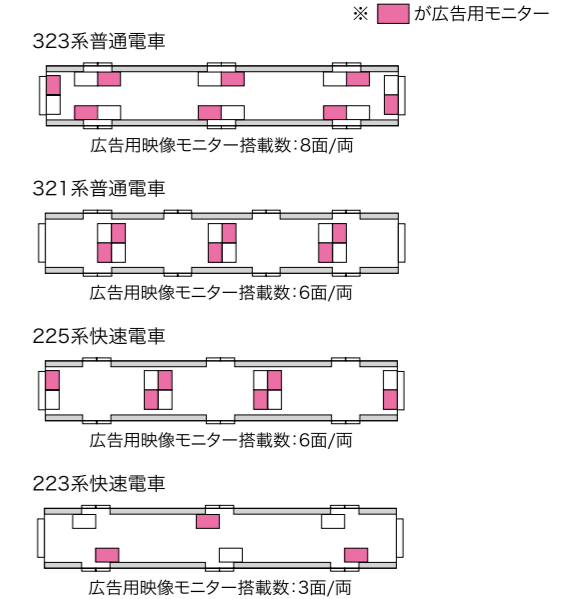 ※ が広告用モニター
323系普通電車
広告用映像モニター搭載数:8面/両
321系普通電車
広告用映像モニター搭載数:6面/両
225系快速電車
広告用映像モニター搭載数:6面/両
223系快速電車
広告用映像モニター搭載数:3面/両